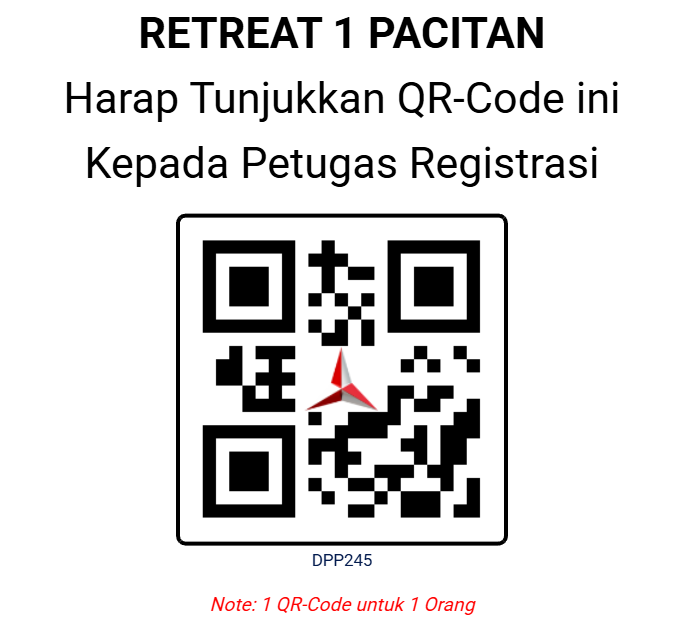 RETREAT 1 PACITAN
Harap Tunjukkan QR-Code ini
Kepada Petugas Registrasi
DPP245
Note: 1 QR-Code untuk 1 Orang